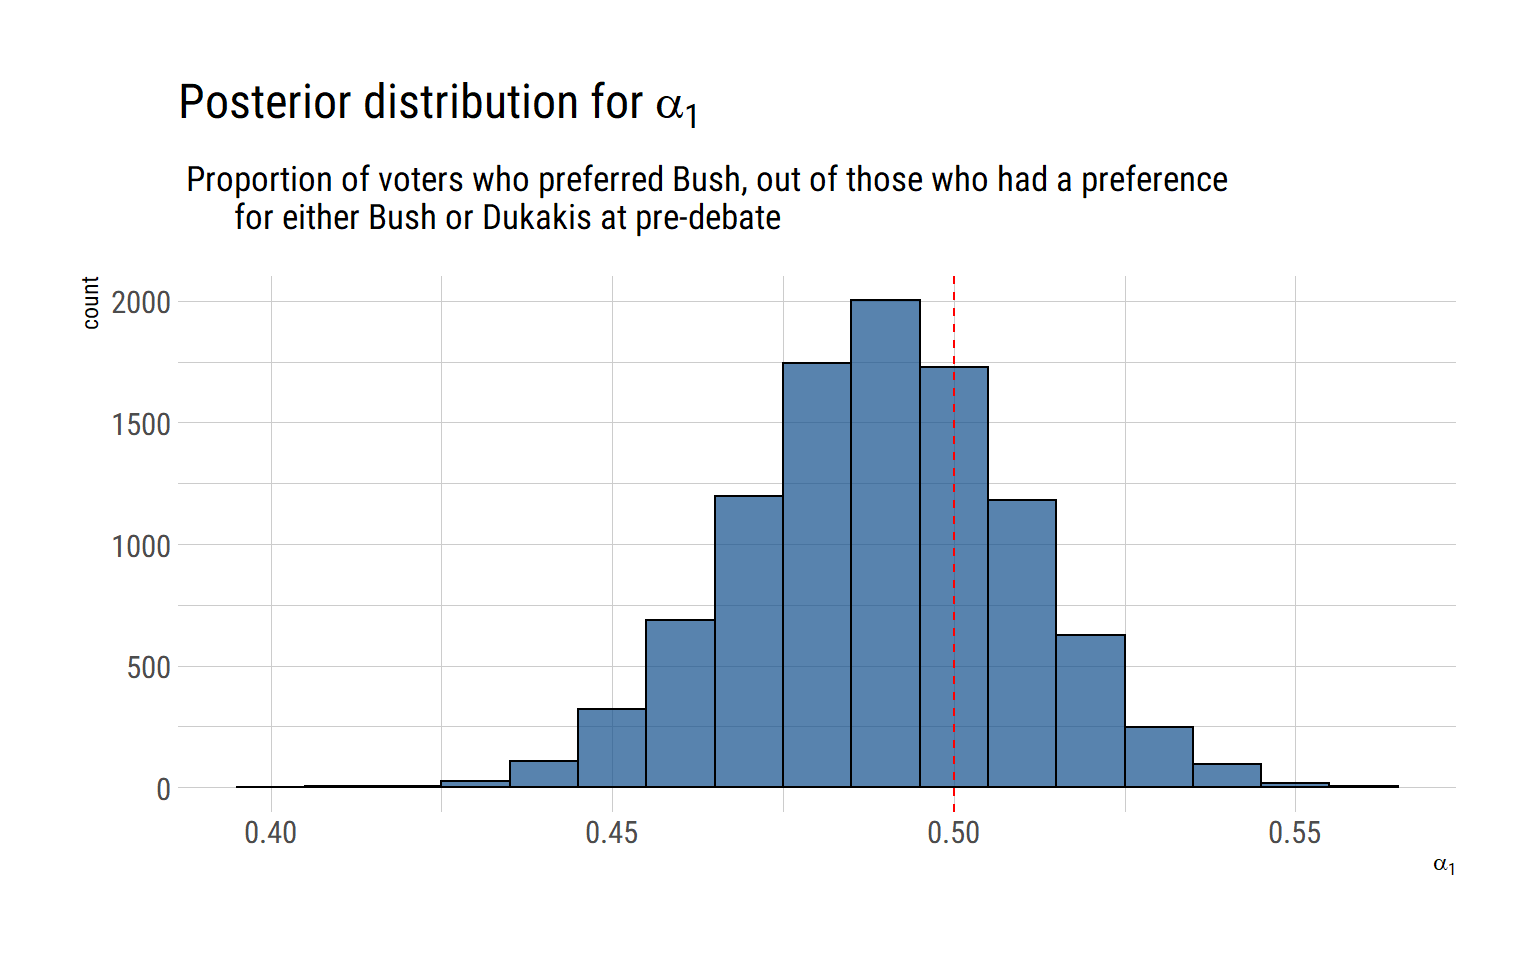 Posterior distribution for α₁
Proportion of voters who preferred Bush, out of those who had a preference
for either Bush or Dukakis at pre-debate
count
2000
1500
1000
500
0
0.40 0.45 0.50 0.55
α₁